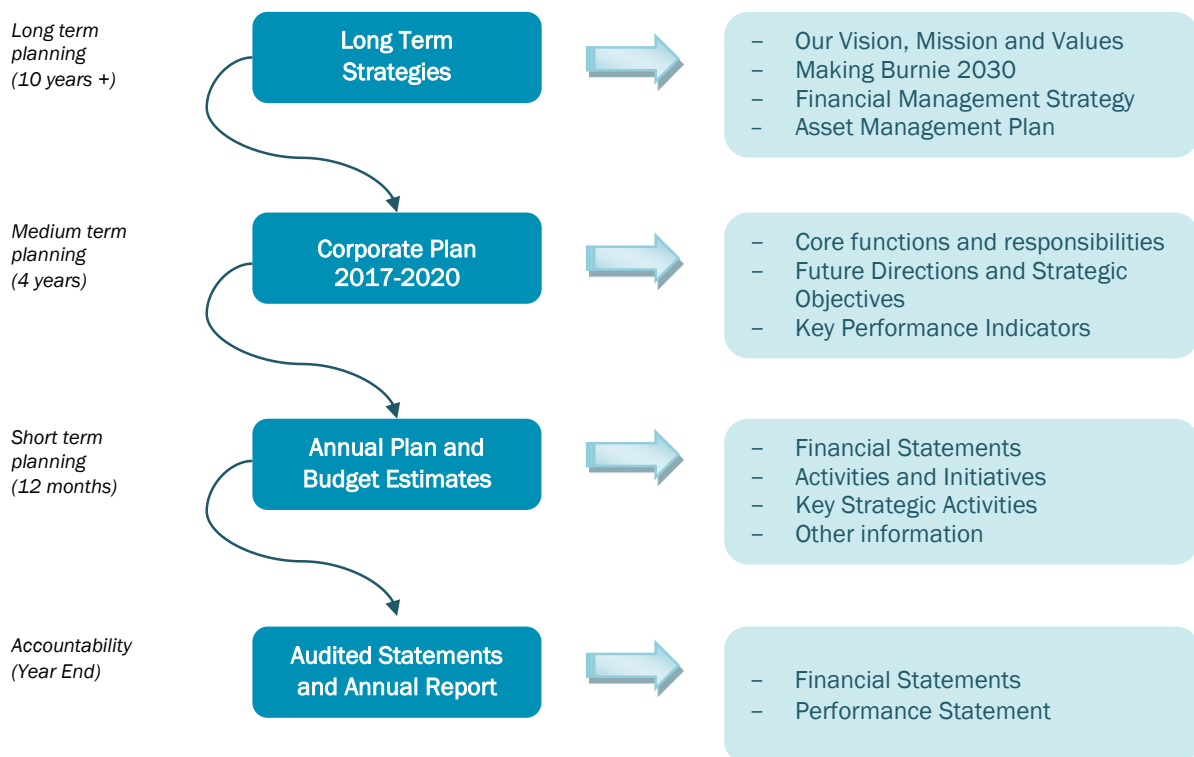 Long term
planning
(10 years +)
Long Term
Strategies
– Our Vision, Mission and Values
– Making Burnie 2030
– Financial Management Strategy
– Asset Management Plan
Medium term
planning
(4 years)
Corporate Plan
2017-2020
– Core functions and responsibilities
– Future Directions and Strategic
Objectives
– Key Performance Indicators
Short term
planning
(12 months)
Annual Plan and
Budget Estimates
– Financial Statements
– Activities and Initiatives
– Key Strategic Activities
– Other information
Accountability
(Year End)
Audited Statements
and Annual Report
– Financial Statements
– Performance Statement